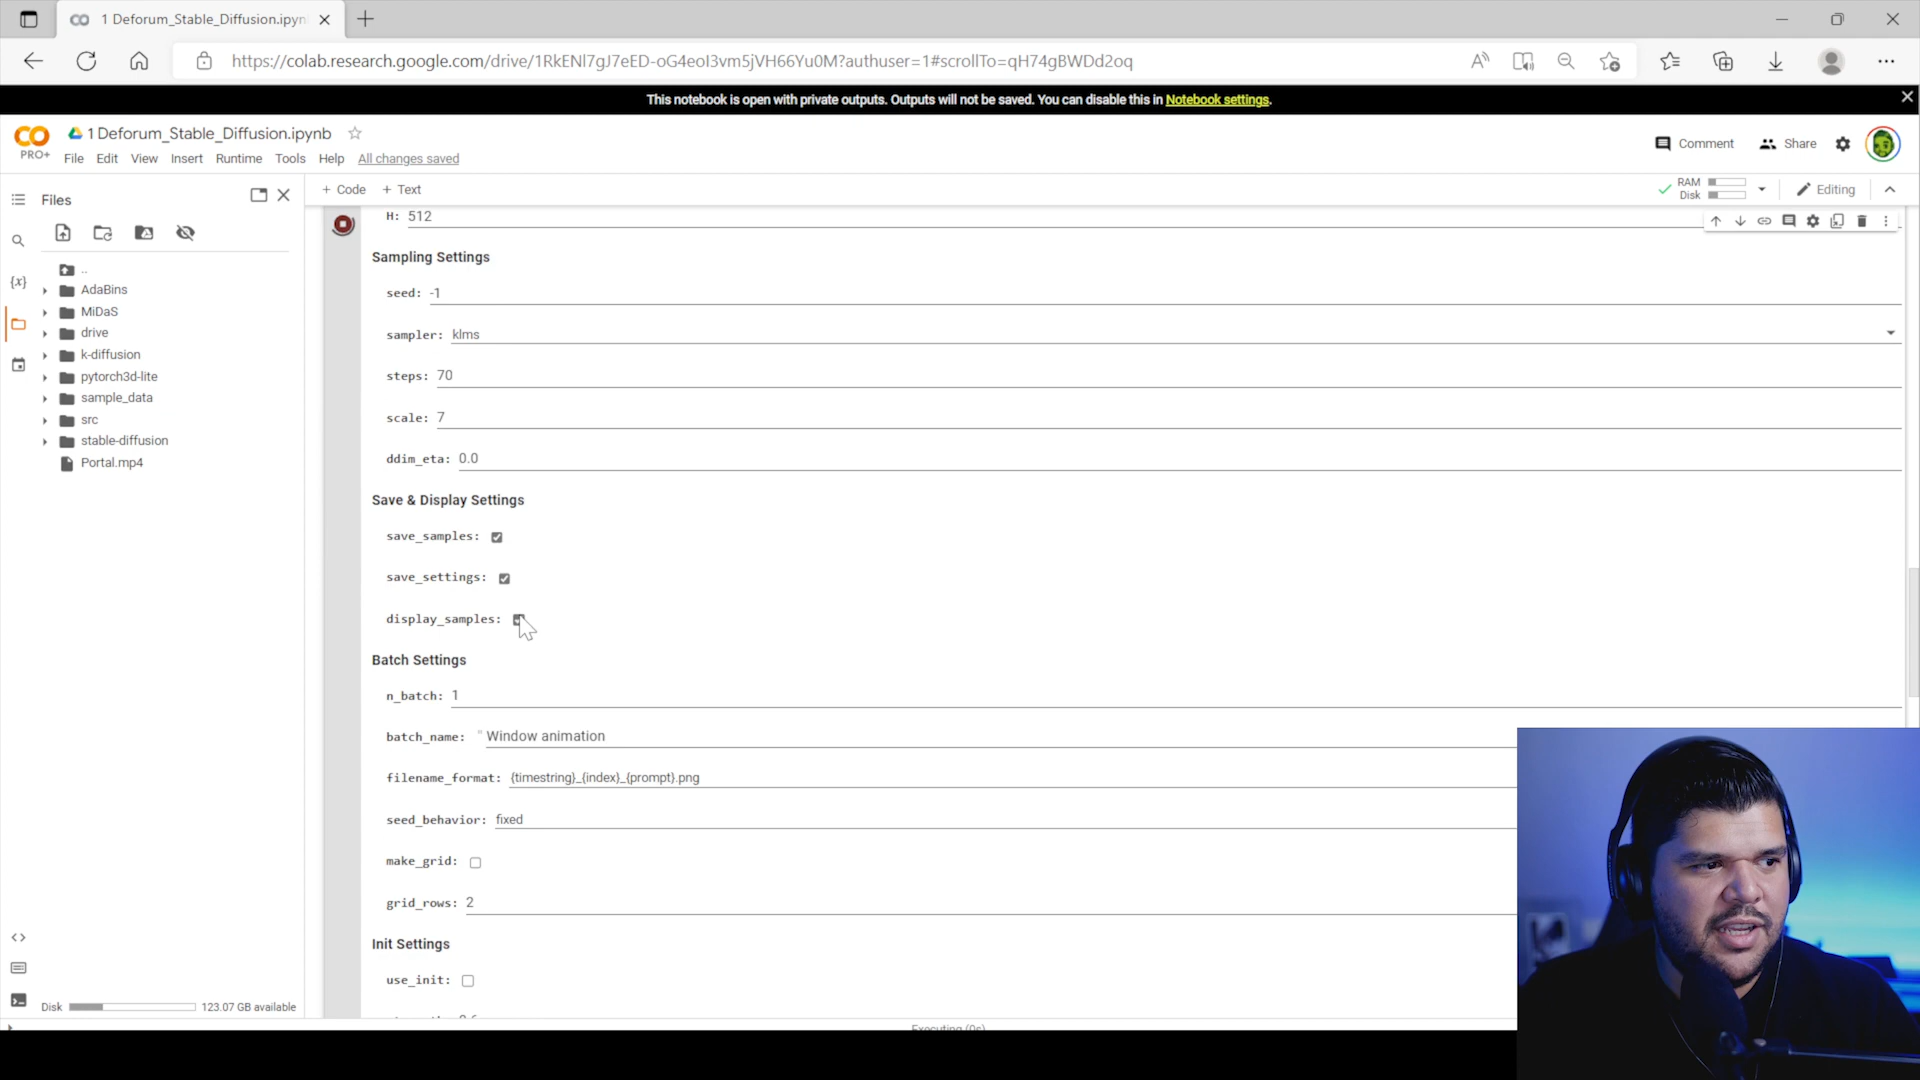 1 Deforum_Stable_Diffusion.ipyn
https://colab.research.google.com/drive/1RkENl7gJ7eED-oG4eoI3vm5jVH66Yu0M?authuser=1#scrollTo=qH74gBWDd2oq
This notebook is open with private outputs. Outputs will not be saved. You can disable this in Notebook settings.
PRO+
1 Deforum_Stable_Diffusion.ipynb
File Edit View Insert Runtime Tools Help All changes saved
Comment Share
Files
+ Code + Text
RAM
Disk
Editing
..
AdaBins
MiDaS
drive
k-diffusion
pytorch3d-lite
sample_data
src
stable-diffusion
Portal.mp4
Disk 123.07 GB available
H: 512
Sampling Settings
seed: -1
sampler: klms
steps: 70
scale: 7
ddim_eta: 0.0
Save & Display Settings
save_samples:
save_settings:
display_samples:
Batch Settings
n_batch: 1
batch_name: " Window animation
filename_format: {timestring}_{index}_{prompt}.png
seed_behavior: fixed
make_grid:
grid_rows: 2
Init Settings
use_init:
Executing (0s)